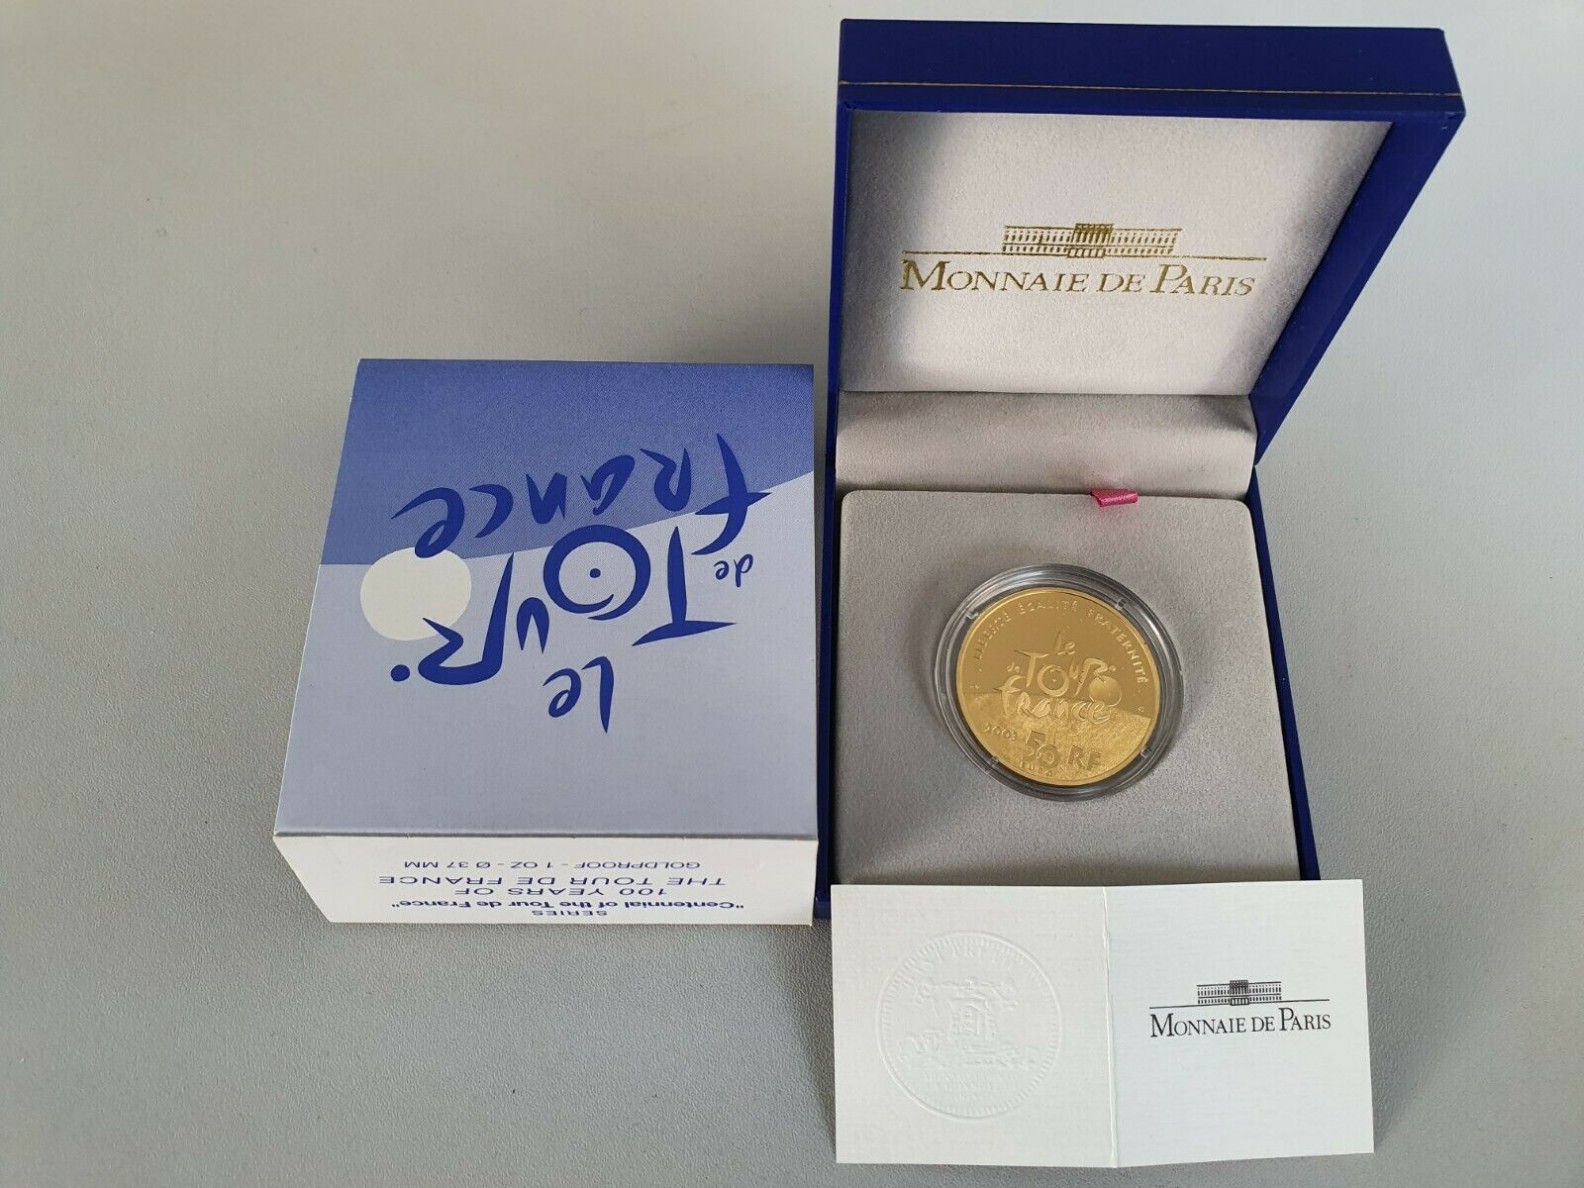 MONNAIE DE PARIS
Le
de TOUR
france
SERIES
"Centennial of the Tour de France"
100 YEARS OF
THE TOUR DE FRANCE
GOLDPROOF - 1 OZ - Ø 37 MM
LIBERTÉ ÉGALITÉ FRATERNITÉ
Le
de TOUR
france
2003
50 RF
EURO
MONNAIE DE PARIS